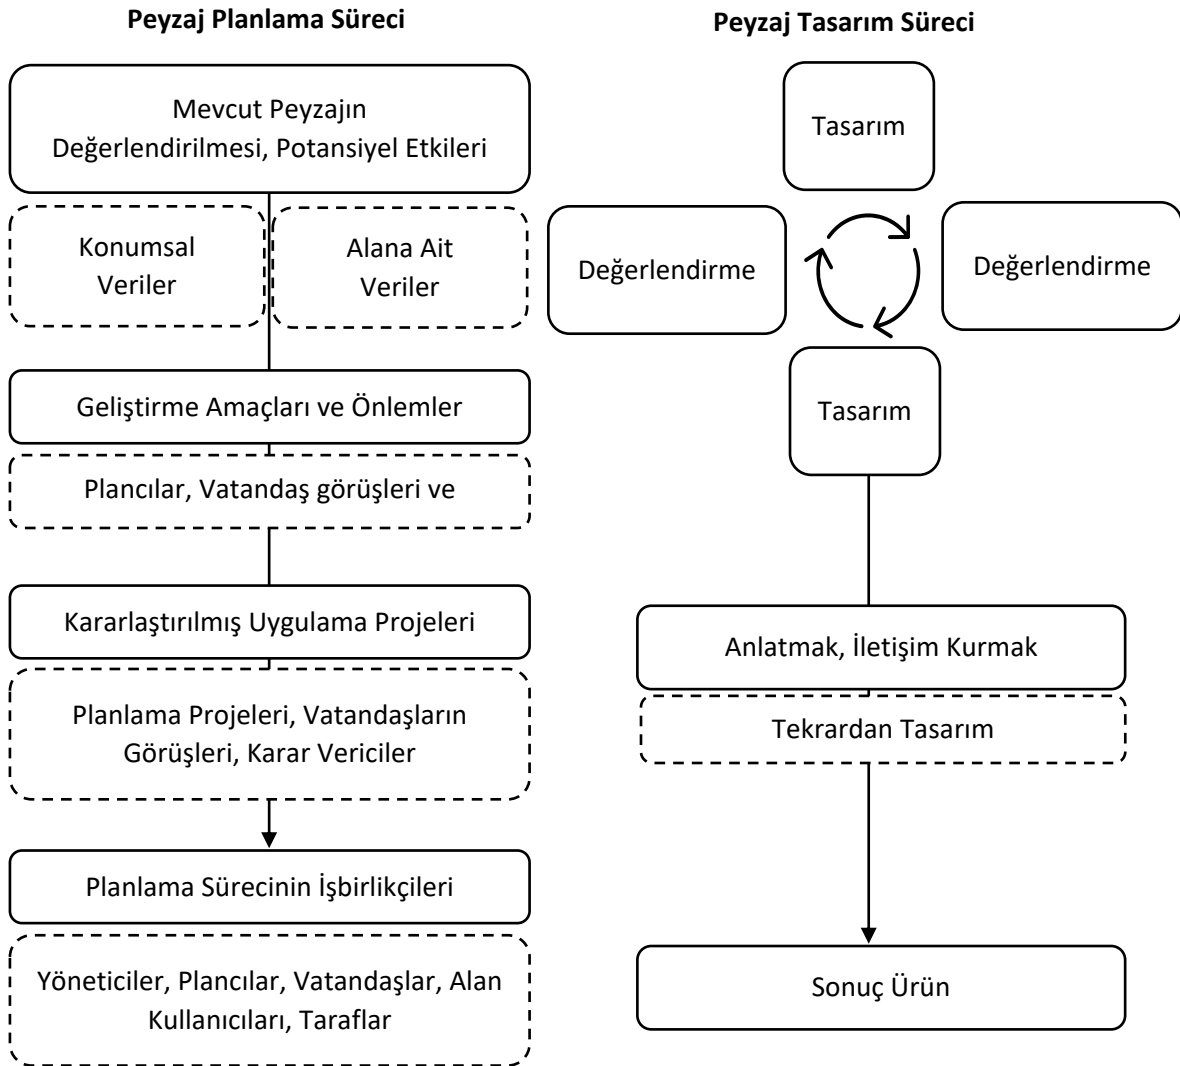 Peyzaj Planlama Süreci
Mevcut Peyzajın
Değerlendirilmesi, Potansiyel Etkileri
Konumsal
Veriler
Alana Ait
Veriler
Geliştirme Amaçları ve Önlemler
Plancılar, Vatandaş görüşleri ve
Kararlaştırılmış Uygulama Projeleri
Planlama Projeleri, Vatandaşların
Görüşleri, Karar Vericiler
Planlama Sürecinin İşbirlikçileri
Yöneticiler, Plancılar, Vatandaşlar, Alan
Kullanıcıları, Taraflar
Peyzaj Tasarım Süreci
Tasarım
Değerlendirme
Değerlendirme
Tasarım
Anlatmak, İletişim Kurmak
Tekrardan Tasarım
Sonuç Ürün